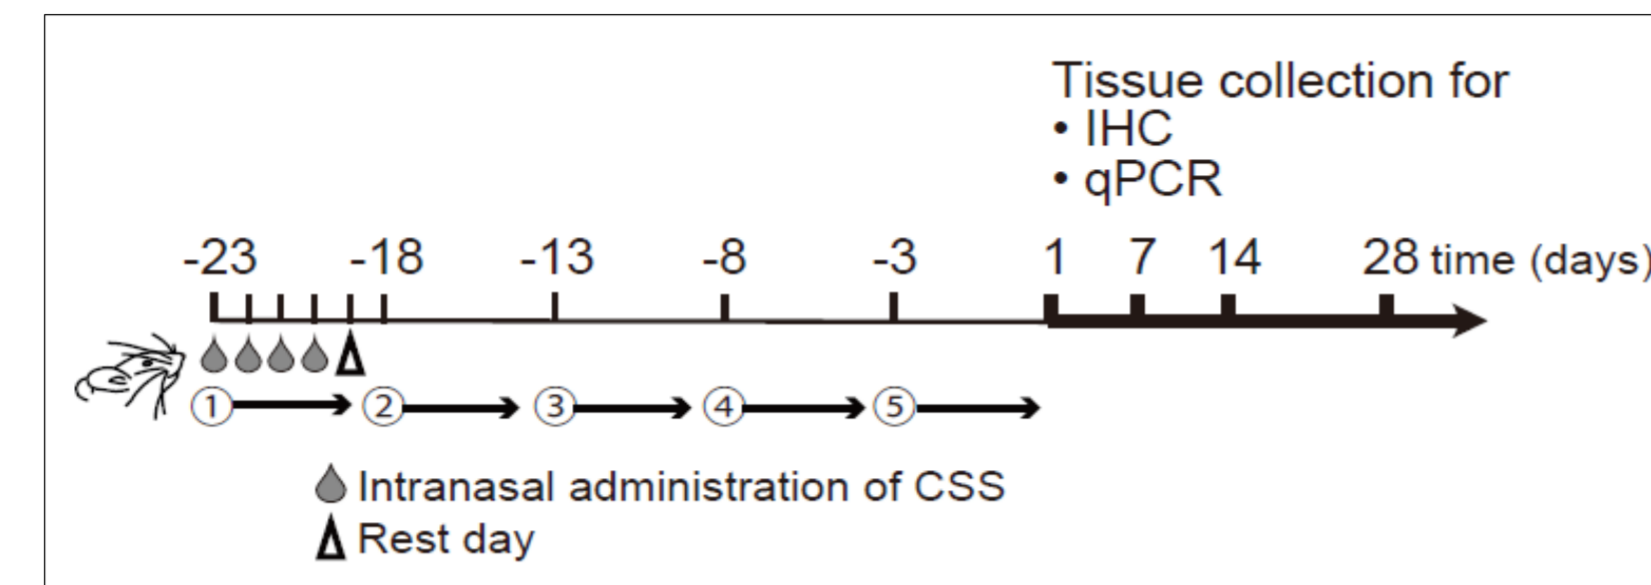 Tissue collection for
• IHC
• qPCR
-23 -18 -13 -8 -3 1 7 14 28 time (days)
① ② ③ ④ ⑤
Intranasal administration of CSS
Rest day